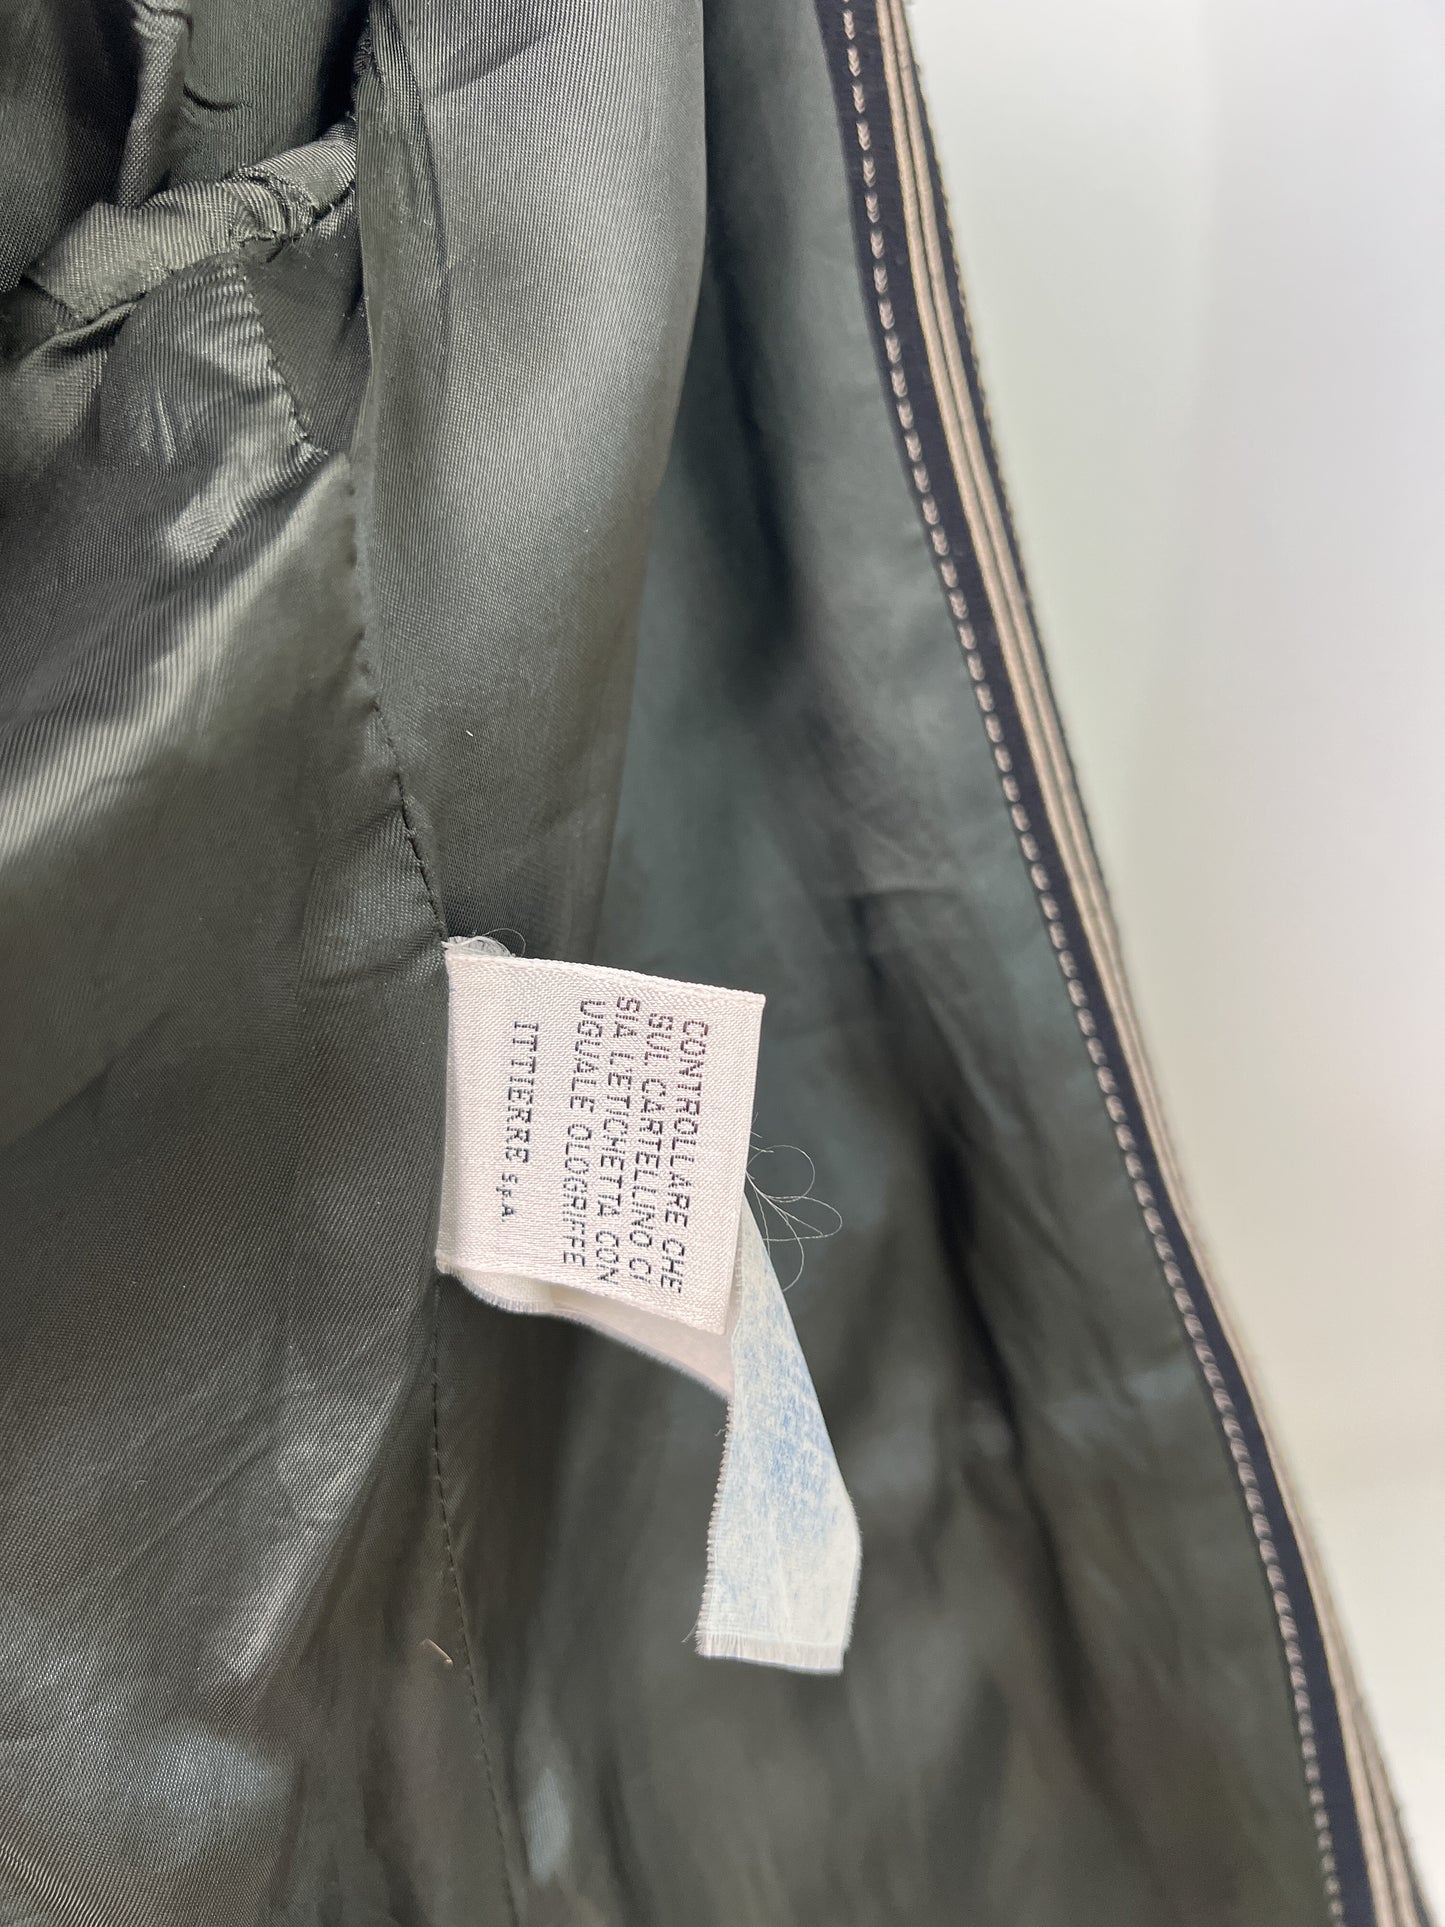 CONTROLLARE CHE
SUL CARTELLINO CI
SIA L'ETICHETTA CON
UGUALE OLOGRIFFE
ITTIERRE S.p.A.